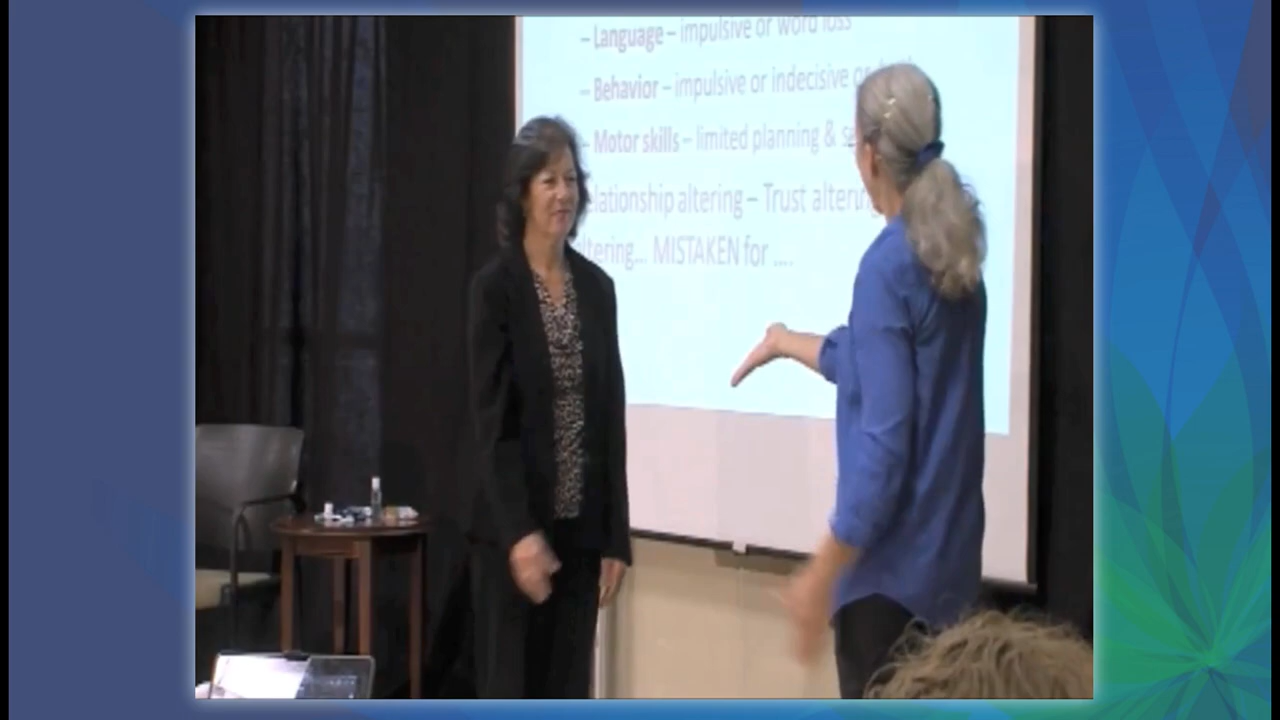 – Language – impulsive or word loss
– Behavior – impulsive or indecisive or
– Motor skills – limited planning &
elationship altering – Trust altering
ltering... MISTAKEN for ....